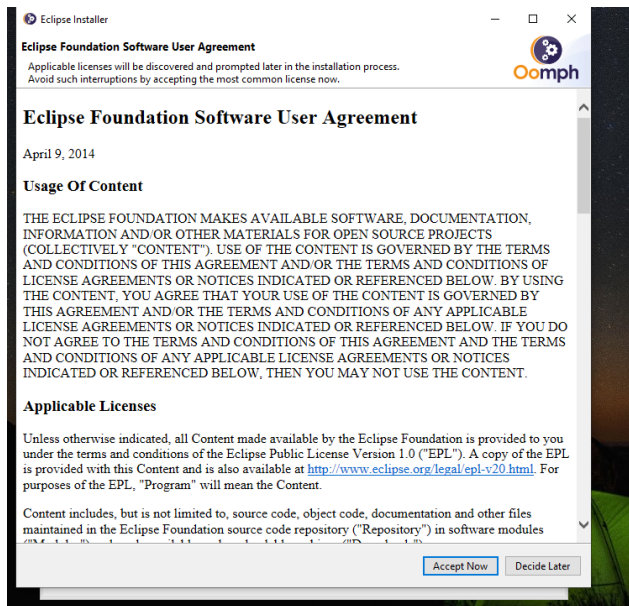 Eclipse Installer
Eclipse Foundation Software User Agreement
Applicable licenses will be discovered and prompted later in the installation process.
Avoid such interruptions by accepting the most common license now.
Oomph
Eclipse Foundation Software User Agreement
April 9, 2014
Usage Of Content
THE ECLIPSE FOUNDATION MAKES AVAILABLE SOFTWARE, DOCUMENTATION,
INFORMATION AND/OR OTHER MATERIALS FOR OPEN SOURCE PROJECTS
(COLLECTIVELY "CONTENT"). USE OF THE CONTENT IS GOVERNED BY THE TERMS
AND CONDITIONS OF THIS AGREEMENT AND/OR THE TERMS AND CONDITIONS OF
LICENSE AGREEMENTS OR NOTICES INDICATED OR REFERENCED BELOW. BY USING
THE CONTENT, YOU AGREE THAT YOUR USE OF THE CONTENT IS GOVERNED BY
THIS AGREEMENT AND/OR THE TERMS AND CONDITIONS OF ANY APPLICABLE
LICENSE AGREEMENTS OR NOTICES INDICATED OR REFERENCED BELOW. IF YOU DO
NOT AGREE TO THE TERMS AND CONDITIONS OF THIS AGREEMENT AND THE TERMS
AND CONDITIONS OF ANY APPLICABLE LICENSE AGREEMENTS OR NOTICES
INDICATED OR REFERENCED BELOW, THEN YOU MAY NOT USE THE CONTENT.
Applicable Licenses
Unless otherwise indicated, all Content made available by the Eclipse Foundation is provided to you
under the terms and conditions of the Eclipse Public License Version 1.0 ("EPL"). A copy of the EPL
is provided with this Content and is also available at http://www.eclipse.org/legal/epl-v20.html. For
purposes of the EPL, "Program" will mean the Content.
Content includes, but is not limited to, source code, object code, documentation and other files
maintained in the Eclipse Foundation source code repository ("Repository") in software modules
Accept Now
Decide Later